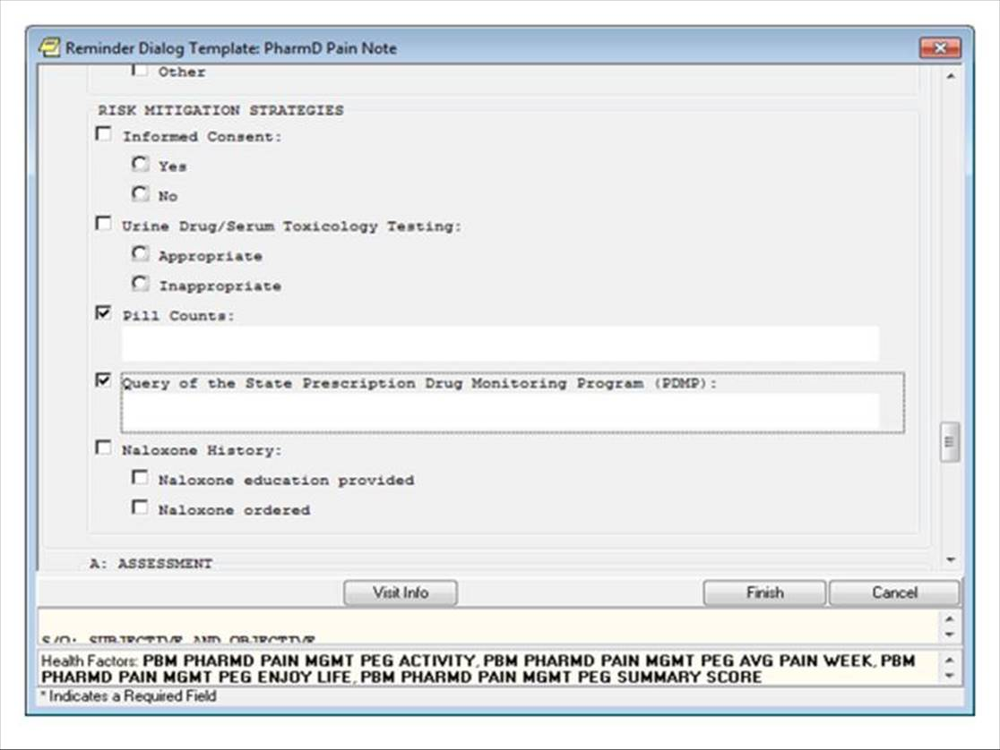 Reminder Dialog Template: PharmD Pain Note
Other
RISK MITIGATION STRATEGIES
Informed Consent:
Yes
No
Urine Drug/Serum Toxicology Testing:
Appropriate
Inappropriate
Pill Counts:
Query of the State Prescription Drug Monitoring Program (PDMP):
Naloxone History:
Naloxone education provided
Naloxone ordered
A: ASSESSMENT
Visit Info Finish Cancel
S/O: SUBJECTIVE AND OBJECTIVE
Health Factors: PBM PHARMD PAIN MGMT PEG ACTIVITY, PBM PHARMD PAIN MGMT PEG AVG PAIN WEEK, PBM
PHARMD PAIN MGMT PEG ENJOY LIFE, PBM PHARMD PAIN MGMT PEG SUMMARY SCORE
* Indicates a Required Field